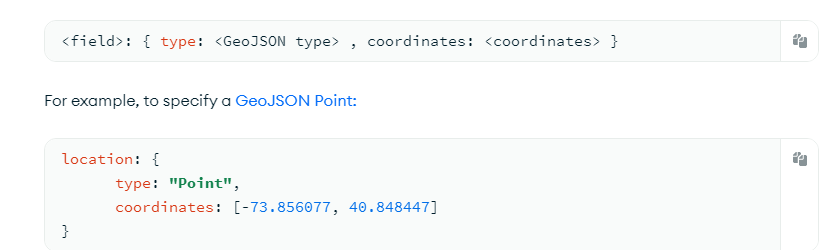 <field>: { type: <GeoJSON type> , coordinates: <coordinates> }
For example, to specify a GeoJSON Point:
location: {
type: "Point",
coordinates: [-73.856077, 40.848447]
}